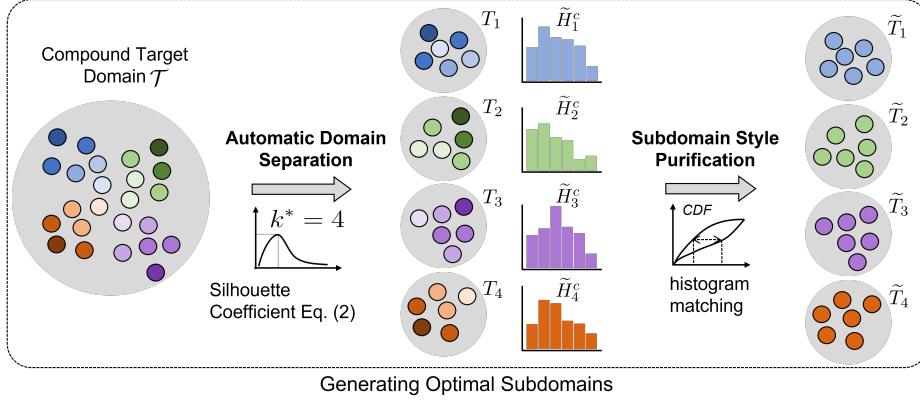 Compound Target
Domain 𝒯
Automatic Domain
Separation
k* = 4
Silhouette
Coefficient Eq. (2)
T₁
H̃₁ᶜ
T₂
H̃₂ᶜ
T₃
H̃₃ᶜ
T₄
H̃₄ᶜ
Subdomain Style
Purification
CDF
histogram
matching
T̃₁
T̃₂
T̃₃
T̃₄
Generating Optimal Subdomains